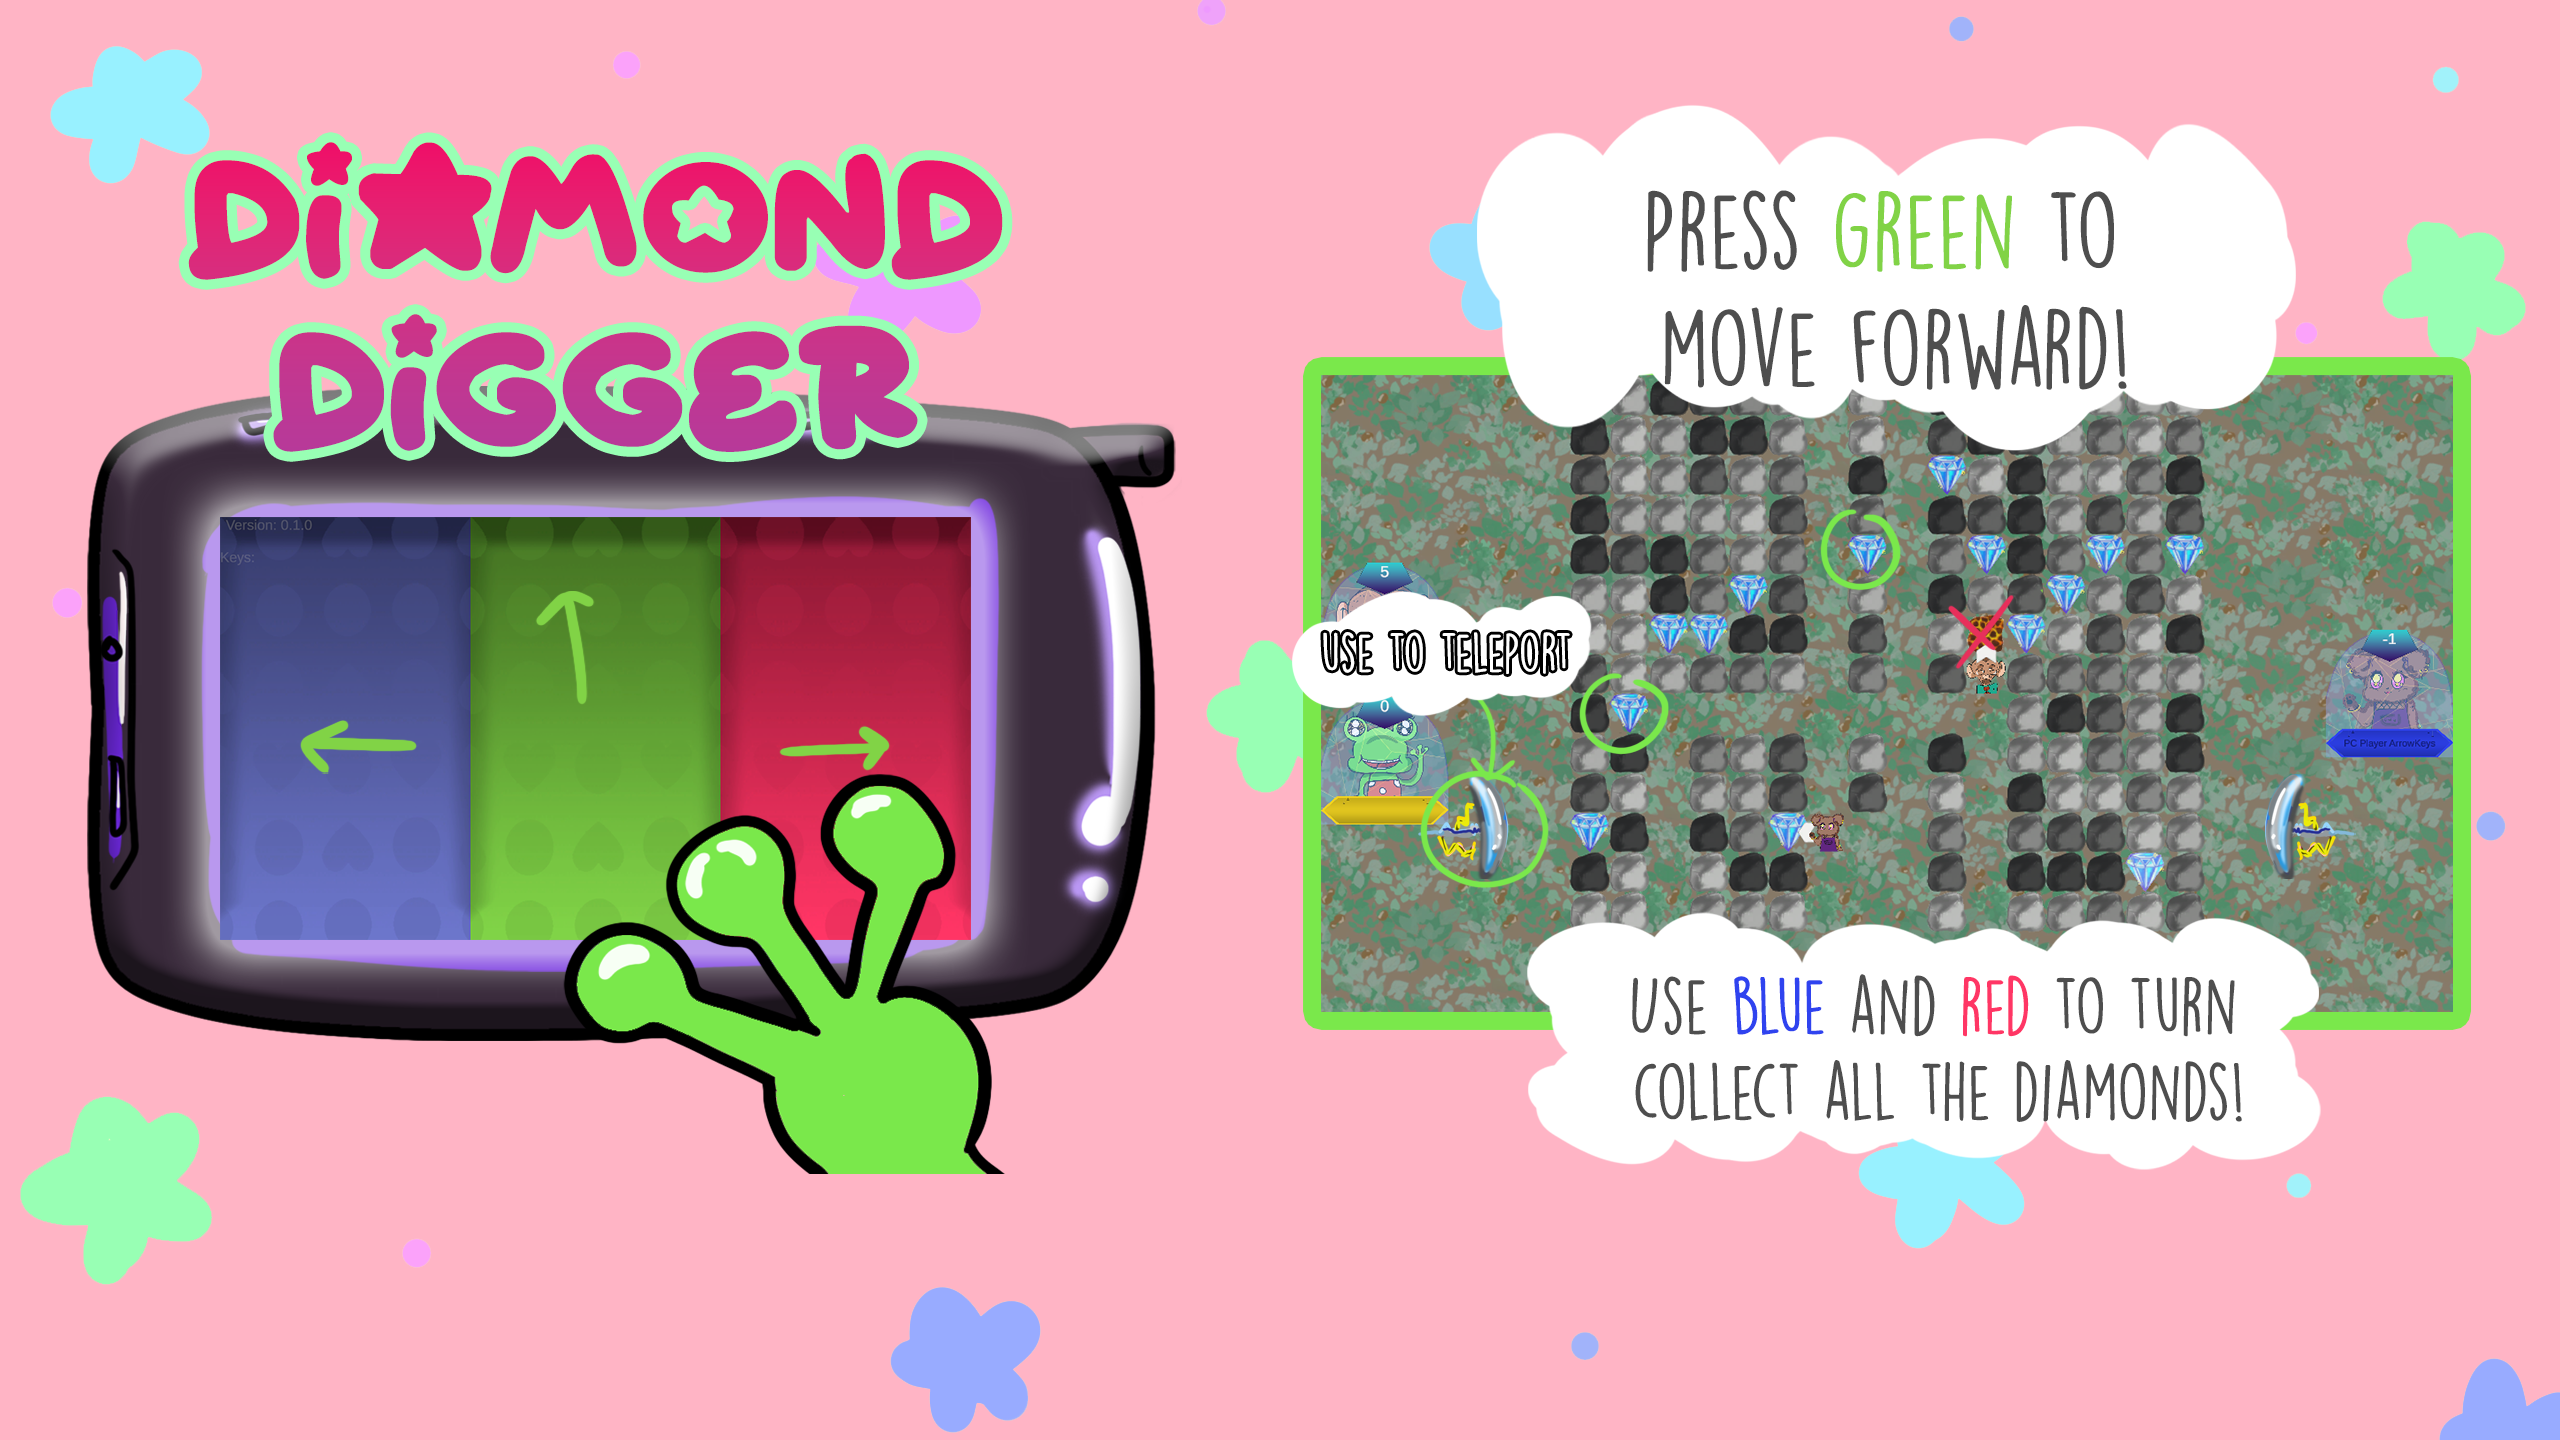 DiAMOND
DiGGER
Version: 0.1.0
Keys:
PRESS GREEN TO
MOVE FORWARD!
5
USE TO TELEPORT
0
-1
PC Player ArrowKeys
USE BLUE AND RED TO TURN
COLLECT ALL THE DIAMONDS!